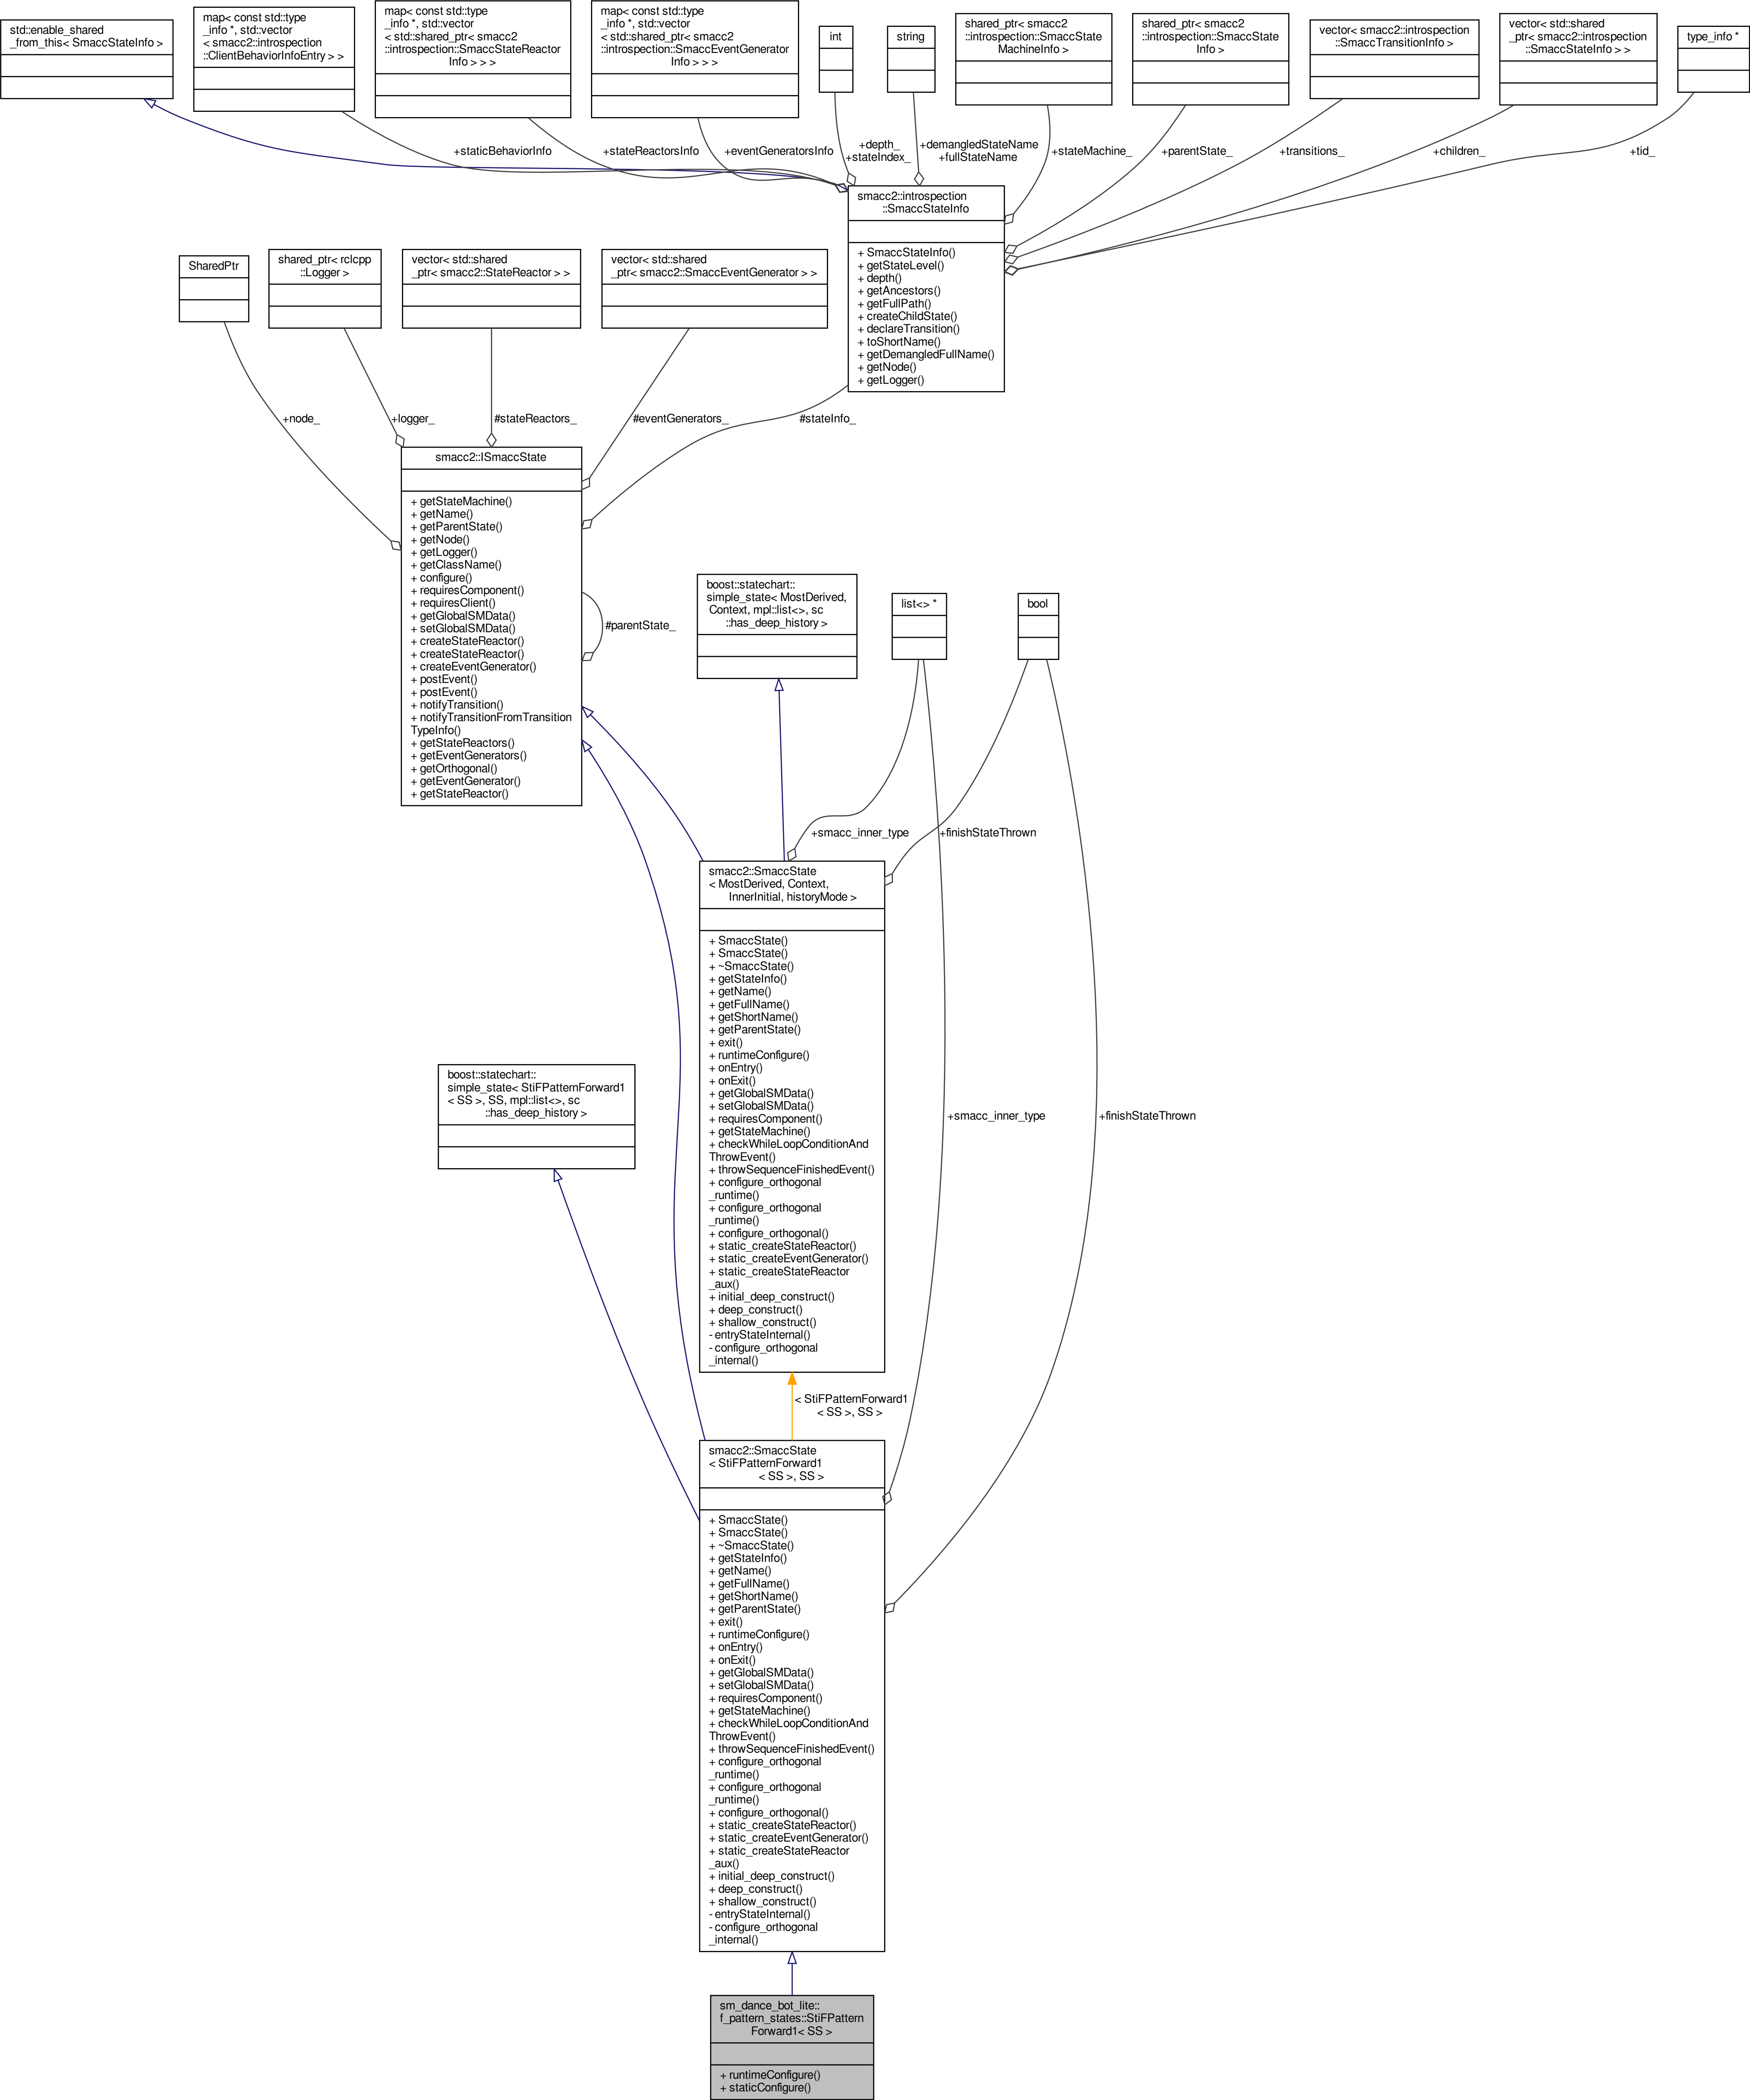 std::enable_shared
_from_this< SmaccStateInfo >
map< const std::type
_info *, std::vector
< smacc2::introspection
::ClientBehaviorInfoEntry > >
map< const std::type
_info *, std::vector
< std::shared_ptr< smacc2
::introspection::SmaccStateReactor
Info > > >
map< const std::type
_info *, std::vector
< std::shared_ptr< smacc2
::introspection::SmaccEventGenerator
Info > > >
int
string
shared_ptr< smacc2
::introspection::SmaccState
MachineInfo >
shared_ptr< smacc2
::introspection::SmaccState
Info >
vector< smacc2::introspection
::SmaccTransitionInfo >
vector< std::shared
_ptr< smacc2::introspection
::SmaccStateInfo > >
type_info *
+staticBehaviorInfo
+stateReactorsInfo
+eventGeneratorsInfo
+depth_
+stateIndex_
+demangledStateName
+fullStateName
+stateMachine_
+parentState_
+transitions_
+children_
+tid_
smacc2::introspection
::SmaccStateInfo
+ SmaccStateInfo()
+ getStateLevel()
+ depth()
+ getAncestors()
+ getFullPath()
+ createChildState()
+ declareTransition()
+ toShortName()
+ getDemangledFullName()
+ getNode()
+ getLogger()
SharedPtr
shared_ptr< rclcpp
::Logger >
vector< std::shared
_ptr< smacc2::StateReactor > >
vector< std::shared
_ptr< smacc2::SmaccEventGenerator > >
+node_
+logger_
#stateReactors_
#eventGenerators_
#stateInfo_
smacc2::ISmaccState
+ getStateMachine()
+ getName()
+ getParentState()
+ getNode()
+ getLogger()
+ getClassName()
+ configure()
+ requiresComponent()
+ requiresClient()
+ getGlobalSMData()
+ setGlobalSMData()
+ createStateReactor()
+ createStateReactor()
+ createEventGenerator()
+ postEvent()
+ postEvent()
+ notifyTransition()
+ notifyTransitionFromTransition
TypeInfo()
+ getStateReactors()
+ getEventGenerators()
+ getOrthogonal()
+ getEventGenerator()
+ getStateReactor()
#parentState_
boost::statechart::
simple_state< MostDerived,
Context, mpl::list<>, sc
::has_deep_history >
list<> *
bool
+smacc_inner_type
+finishStateThrown
smacc2::SmaccState
< MostDerived, Context,
InnerInitial, historyMode >
+ SmaccState()
+ SmaccState()
+ ~SmaccState()
+ getStateInfo()
+ getName()
+ getFullName()
+ getShortName()
+ getParentState()
+ exit()
+ runtimeConfigure()
+ onEntry()
+ onExit()
+ getGlobalSMData()
+ setGlobalSMData()
+ requiresComponent()
+ getStateMachine()
+ checkWhileLoopConditionAnd
ThrowEvent()
+ throwSequenceFinishedEvent()
+ configure_orthogonal
_runtime()
+ configure_orthogonal
_runtime()
+ configure_orthogonal()
+ static_createStateReactor()
+ static_createEventGenerator()
+ static_createStateReactor
_aux()
+ initial_deep_construct()
+ deep_construct()
+ shallow_construct()
- entryStateInternal()
- configure_orthogonal
_internal()
boost::statechart::
simple_state< StiFPatternForward1
< SS >, SS, mpl::list<>, sc
::has_deep_history >
+smacc_inner_type
+finishStateThrown
< StiFPatternForward1
< SS >, SS >
smacc2::SmaccState
< StiFPatternForward1
< SS >, SS >
+ SmaccState()
+ SmaccState()
+ ~SmaccState()
+ getStateInfo()
+ getName()
+ getFullName()
+ getShortName()
+ getParentState()
+ exit()
+ runtimeConfigure()
+ onEntry()
+ onExit()
+ getGlobalSMData()
+ setGlobalSMData()
+ requiresComponent()
+ getStateMachine()
+ checkWhileLoopConditionAnd
ThrowEvent()
+ throwSequenceFinishedEvent()
+ configure_orthogonal
_runtime()
+ configure_orthogonal
_runtime()
+ configure_orthogonal()
+ static_createStateReactor()
+ static_createEventGenerator()
+ static_createStateReactor
_aux()
+ initial_deep_construct()
+ deep_construct()
+ shallow_construct()
- entryStateInternal()
- configure_orthogonal
_internal()
sm_dance_bot_lite::
f_pattern_states::StiFPattern
Forward1< SS >
+ runtimeConfigure()
+ staticConfigure()